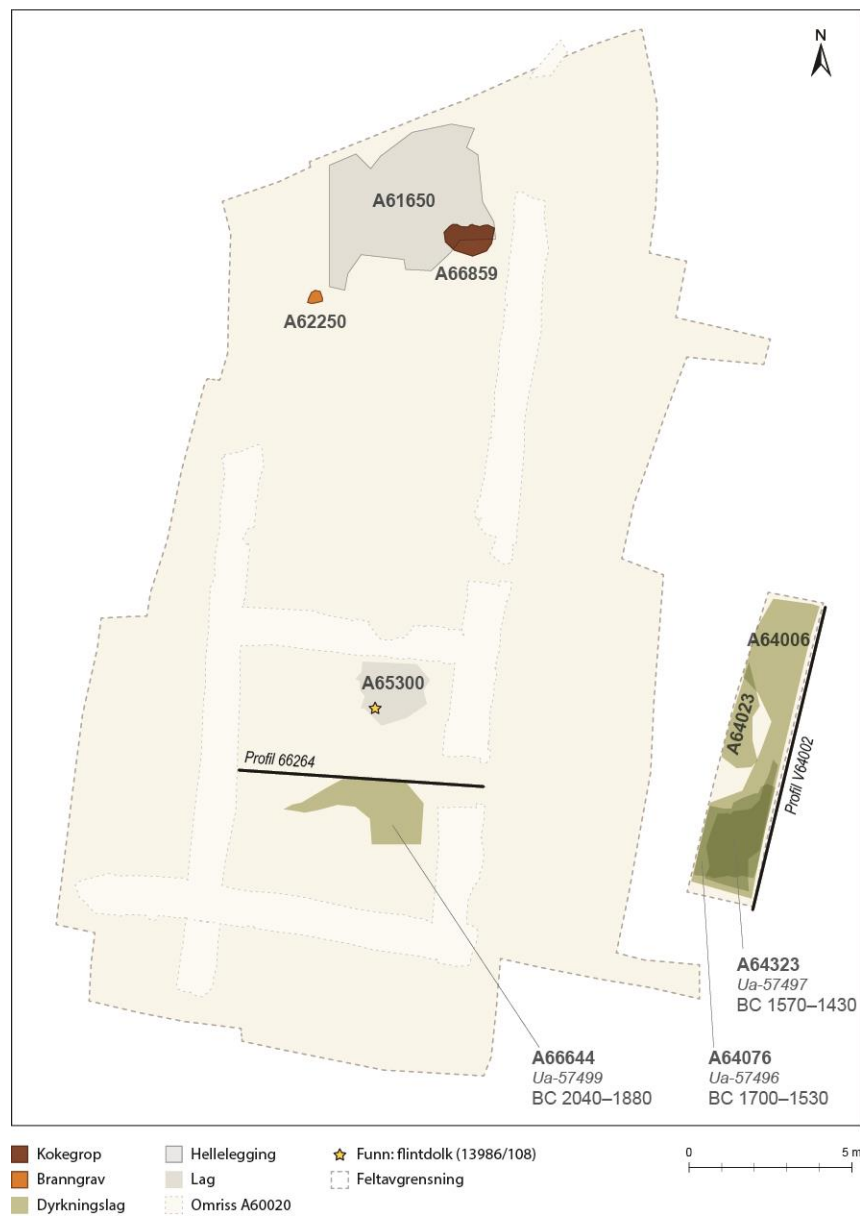 N
A61650
A66859
A62250
A64006
A65300
A64023
Profil 66264
Profil V64002
A64323
Ua-57497
BC 1570–1430
A66644
Ua-57499
BC 2040–1880
A64076
Ua-57496
BC 1700–1530
Kokegrop
Branngrav
Dyrkningslag
Hellelegging
Lag
Omriss A60020
Funn: flintdolk (13986/108)
Feltavgrensning
0 5 m